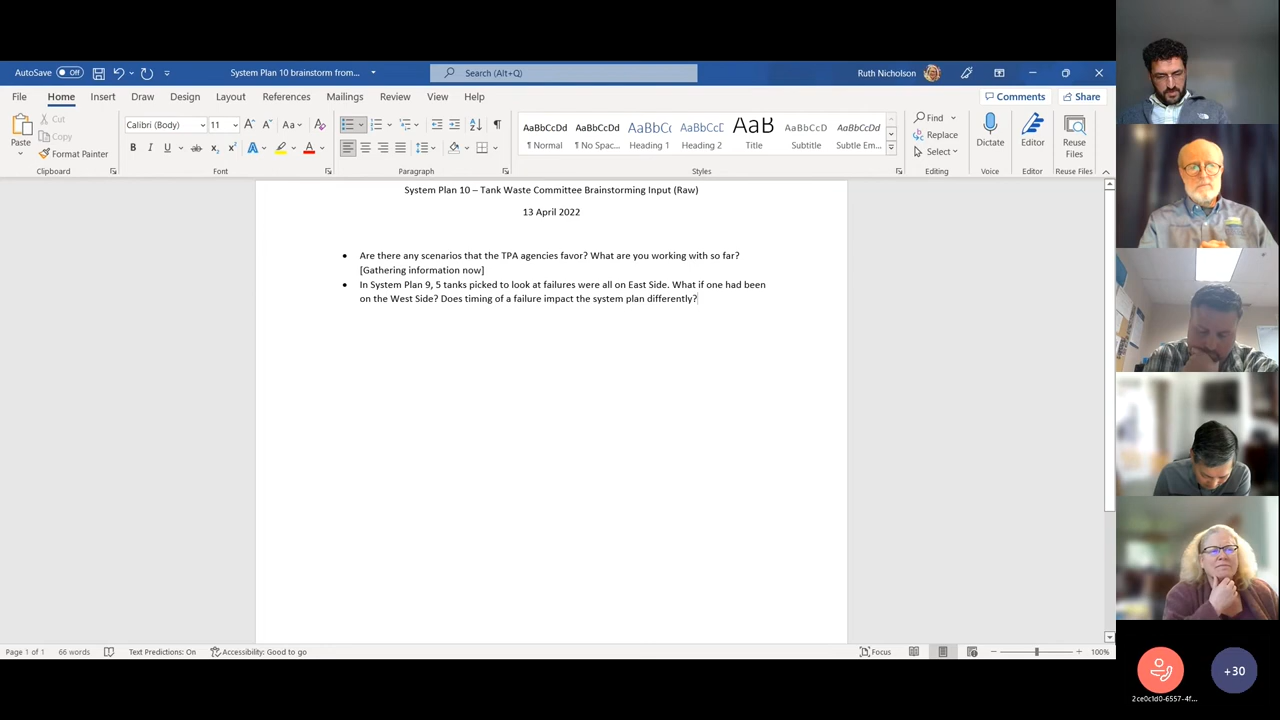 AutoSave Off System Plan 10 brainstorm from... Search (Alt+Q) Ruth Nicholson
File Home Insert Draw Design Layout References Mailings Review View Help Comments Share
Paste Cut Copy Format Painter
Calibri (Body) 11
AaBbCcDd AaBbCcDd AaBbCc AaBbCcD AaB AaBbCcD AaBbCcDd
¶ Normal ¶ No Spac... Heading 1 Heading 2 Title Subtitle Subtle Em...
Find Replace Select Dictate Editor Reuse Files
Clipboard Font Paragraph Styles Editing Voice Editor Reuse Files
System Plan 10 – Tank Waste Committee Brainstorming Input (Raw)
13 April 2022
• Are there any scenarios that the TPA agencies favor? What are you working with so far?
[Gathering information now]
• In System Plan 9, 5 tanks picked to look at failures were all on East Side. What if one had been
on the West Side? Does timing of a failure impact the system plan differently?
Page 1 of 1 66 words Text Predictions: On Accessibility: Good to go Focus 100%
+30
2ce0c1d0-6557-4f...